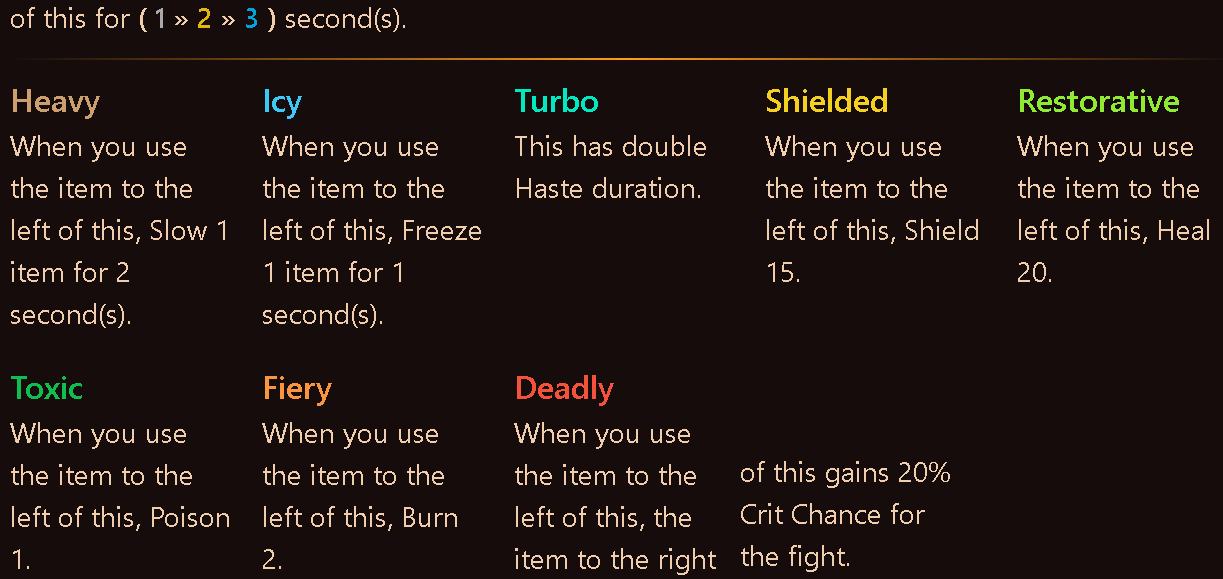 of this for ( 1 » 2 » 3 ) second(s).
Heavy
When you use
the item to the
left of this, Slow 1
item for 2
second(s).
Icy
When you use
the item to the
left of this, Freeze
1 item for 1
second(s).
Turbo
This has double
Haste duration.
Shielded
When you use
the item to the
left of this, Shield
15.
Restorative
When you use
the item to the
left of this, Heal
20.
Toxic
When you use
the item to the
left of this, Poison
1.
Fiery
When you use
the item to the
left of this, Burn
2.
Deadly
When you use
the item to the
left of this, the
item to the right
of this gains 20%
Crit Chance for
the fight.